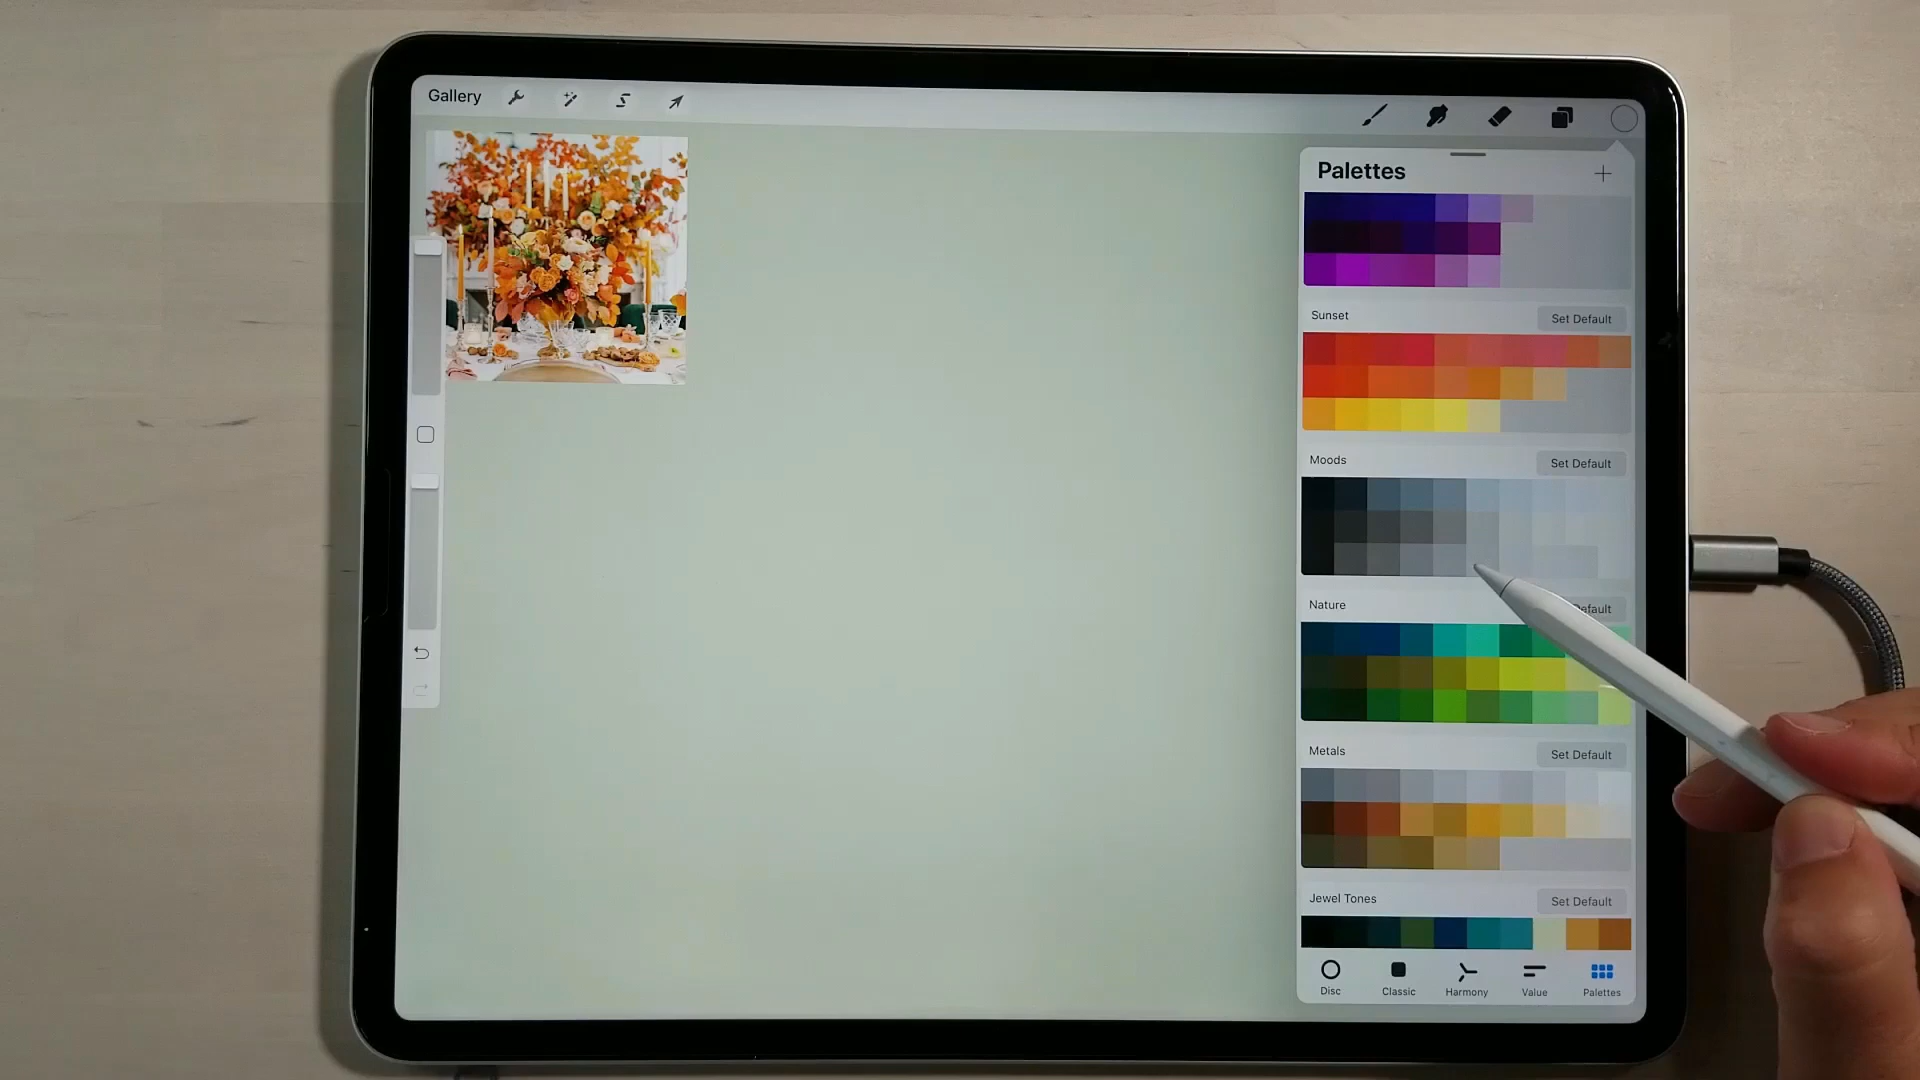 Gallery
Palettes
Sunset
Set Default
Moods
Set Default
Nature
Default
Metals
Set Default
Jewel Tones
Set Default
Disc
Classic
Harmony
Value
Palettes